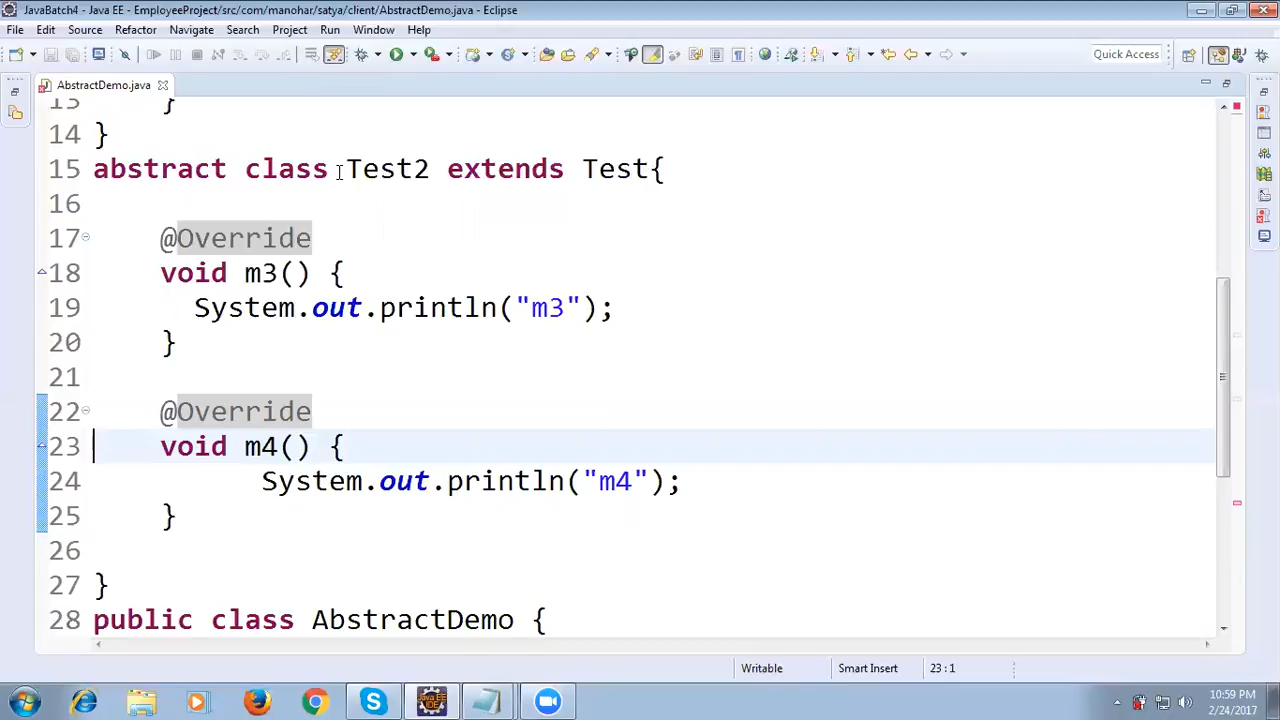 JavaBatch4 - Java EE - EmployeeProject/src/com/manohar/satya/client/AbstractDemo.java - Eclipse
File Edit Source Refactor Navigate Search Project Run Window Help
Quick Access
AbstractDemo.java
13 }
14 }
15 abstract class Test2 extends Test{
16
17 @Override
18 void m3() {
19 System.out.println("m3");
20 }
21
22 @Override
23 void m4() {
24 System.out.println("m4");
25 }
26
27 }
28 public class AbstractDemo {
Writable Smart Insert 23 : 1
10:59 PM
2/24/2017